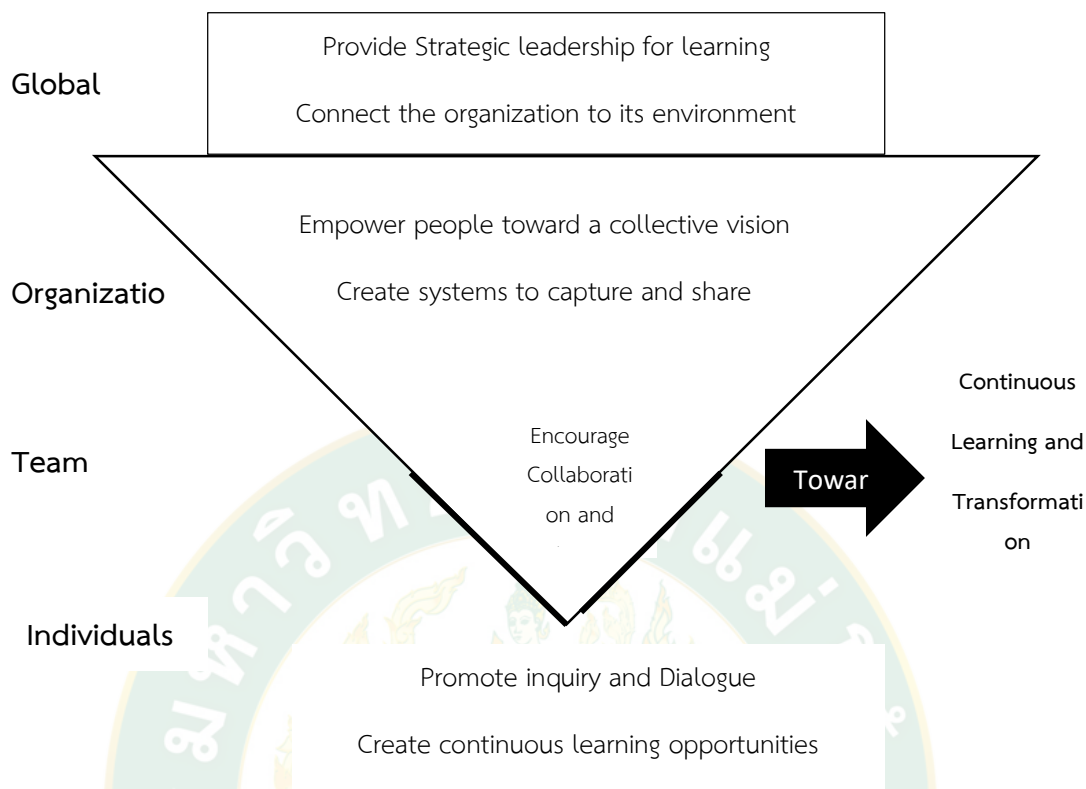 Provide Strategic leadership for learning
Global
Connect the organization to its environment
Empower people toward a collective vision
Organizatio
Create systems to capture and share
Continuous
Encourage
Team
Learning and
Collaborati
Towar
on and
Transformati
on
Individuals
Promote inquiry and Dialogue
Create continuous learning opportunities